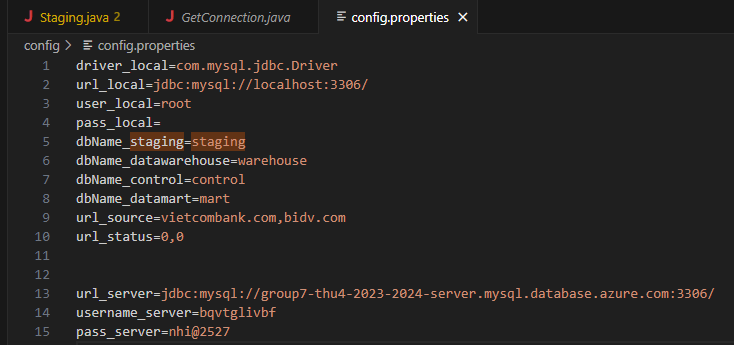 Staging.java 2 GetConnection.java config.properties
config > config.properties
1 driver_local=com.mysql.jdbc.Driver
2 url_local=jdbc:mysql://localhost:3306/
3 user_local=root
4 pass_local=
5 dbName_staging=staging
6 dbName_datawarehouse=warehouse
7 dbName_control=control
8 dbName_datamart=mart
9 url_source=vietcombank.com,bidv.com
10 url_status=0,0
11
12
13 url_server=jdbc:mysql://group7-thu4-2023-2024-server.mysql.database.azure.com:3306/
14 username_server=bqvtglivbf
15 pass_server=nhi@2527